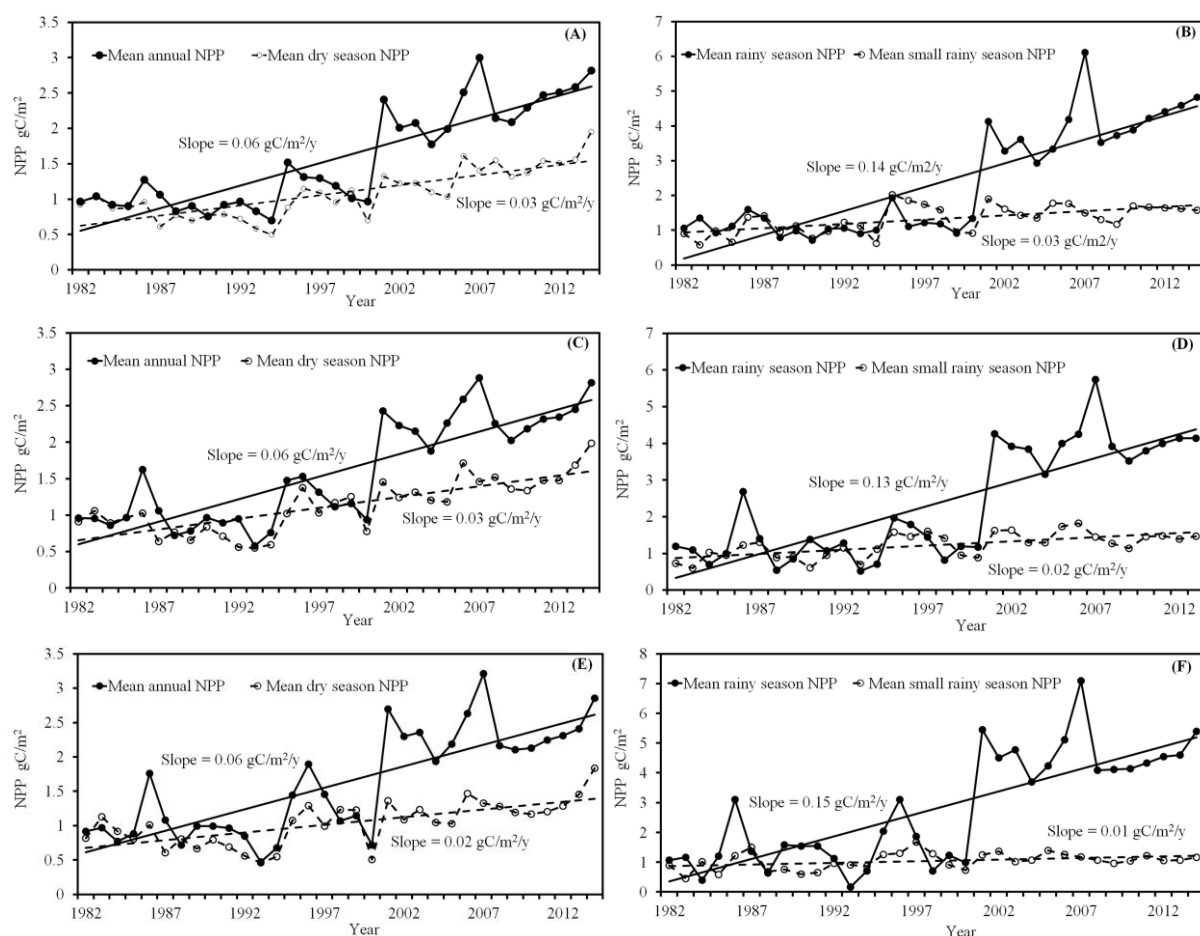 (A)
Mean annual NPP Mean dry season NPP
3.5
3
2.5
2
1.5
1
0.5
0
NPP gC/m²
Slope = 0.06 gC/m²/y
Slope = 0.03 gC/m²/y
1982 1987 1992 1997 2002 2007 2012
Year
(B)
Mean rainy season NPP Mean small rainy season NPP
7
6
5
4
3
2
1
0
NPP gC/m²
Slope = 0.14 gC/m2/y
Slope = 0.03 gC/m2/y
1982 1987 1992 1997 2002 2007 2012
Year
(C)
Mean annual NPP Mean dry season NPP
3.5
3
2.5
2
1.5
1
0.5
0
NPP gC/m²
Slope = 0.06 gC/m²/y
Slope = 0.03 gC/m²/y
1982 1987 1992 1997 2002 2007 2012
Year
(D)
Mean rainy season NPP Mean small rainy season NPP
7
6
5
4
3
2
1
0
NPP gC/m²
Slope = 0.13 gC/m²/y
Slope = 0.02 gC/m²/y
1982 1987 1992 1997 2002 2007 2012
Year
(E)
Mean annual NPP Mean dry season NPP
3.5
3
2.5
2
1.5
1
0.5
0
NPP gC/m²
Slope = 0.06 gC/m²/y
Slope = 0.02 gC/m²/y
1982 1987 1992 1997 2002 2007 2012
Year
(F)
Mean rainy season NPP Mean small rainy season NPP
8
7
6
5
4
3
2
1
0
NPP gC/m²
Slope = 0.15 gC/m²/y
Slope = 0.01 gC/m²/y
1982 1987 1992 1997 2002 2007 2012
Year